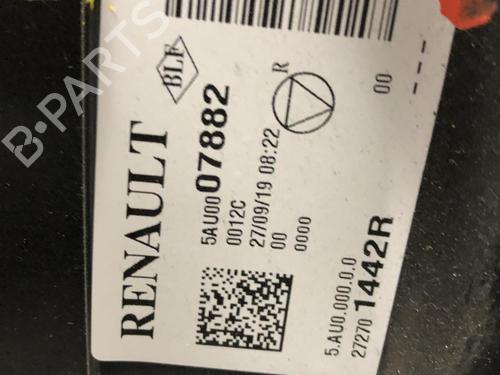 B-PARTS
RENAULT
BLF
5AU00 07882
0012C
27/09/19 08:22
00
0000
R
00
---
5.AU0.000.0.0
27270 1442R